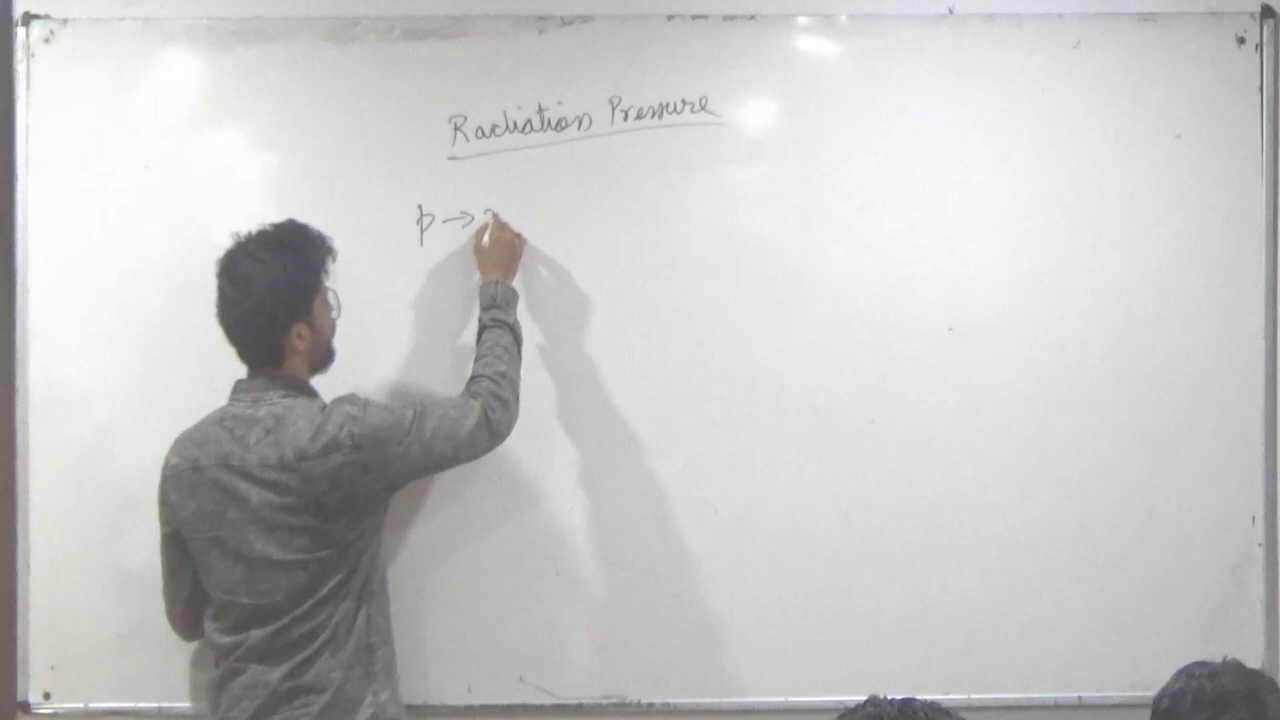 Radiation Pressure
p →